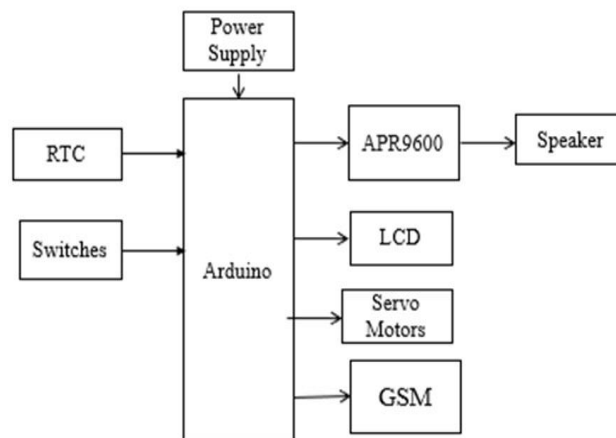 Power
Supply
RTC
APR9600
Speaker
Switches
LCD
Arduino
Servo
Motors
GSM